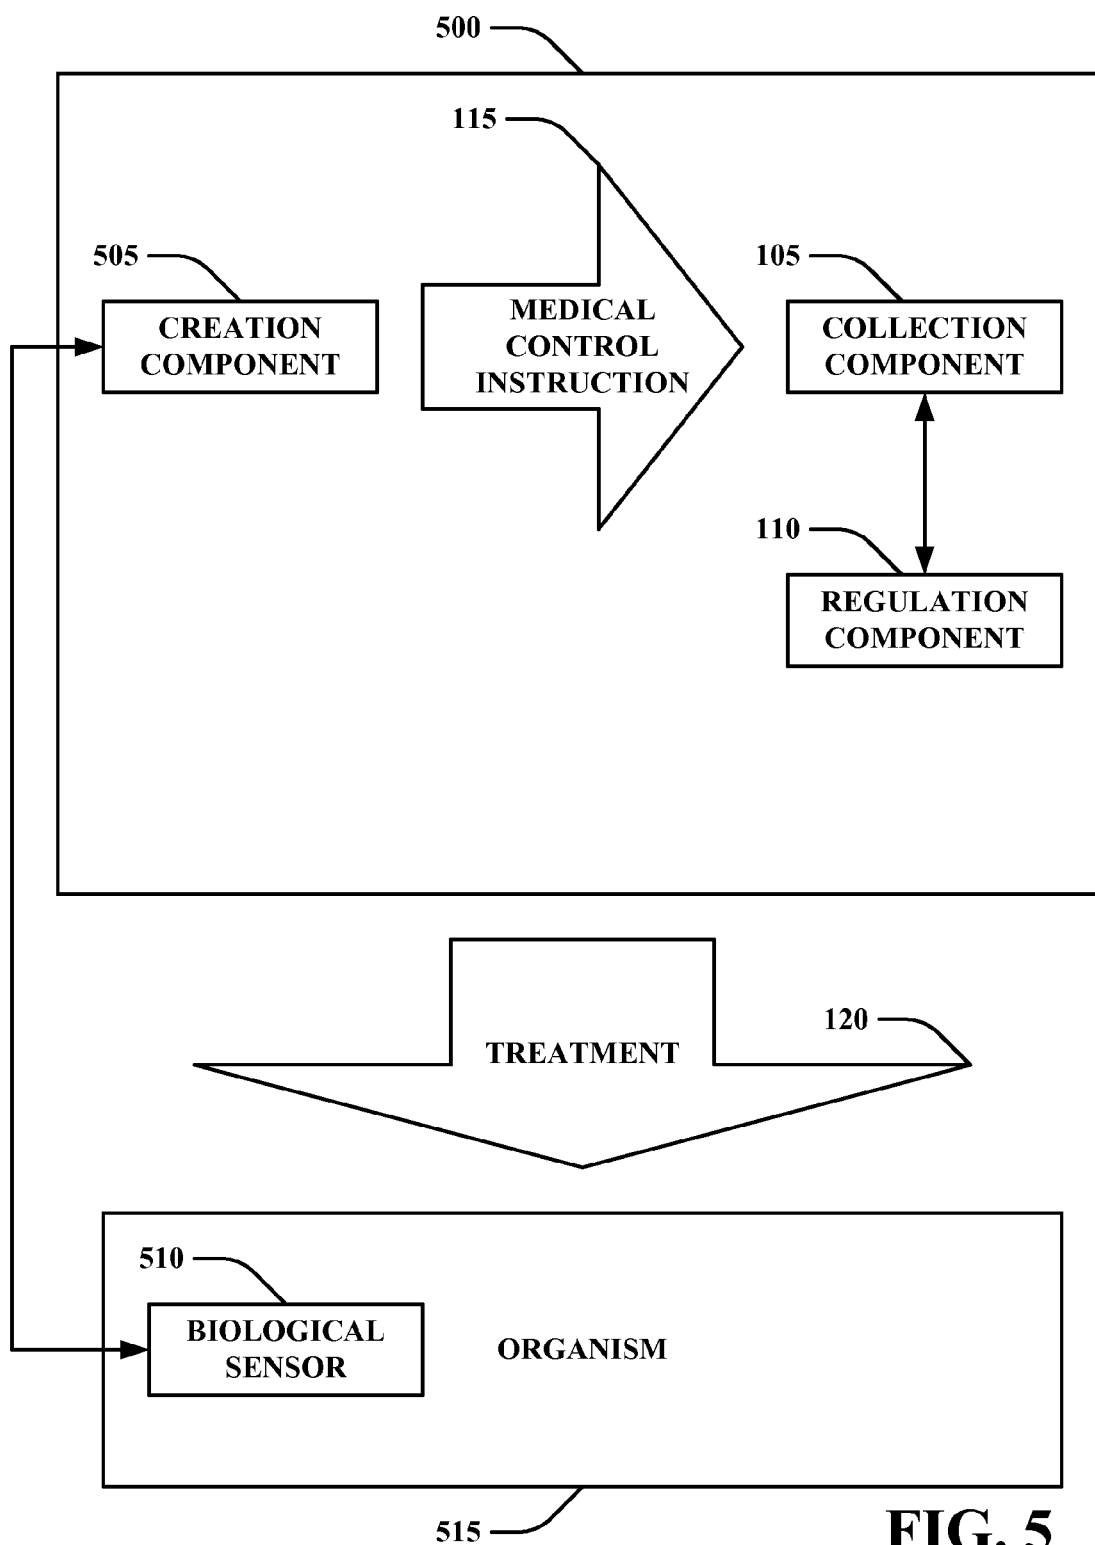 500
115
505
105
CREATION
COMPONENT
MEDICAL
CONTROL
INSTRUCTION
COLLECTION
COMPONENT
110
REGULATION
COMPONENT
120
TREATMENT
510
BIOLOGICAL
SENSOR
ORGANISM
515
FIG. 5